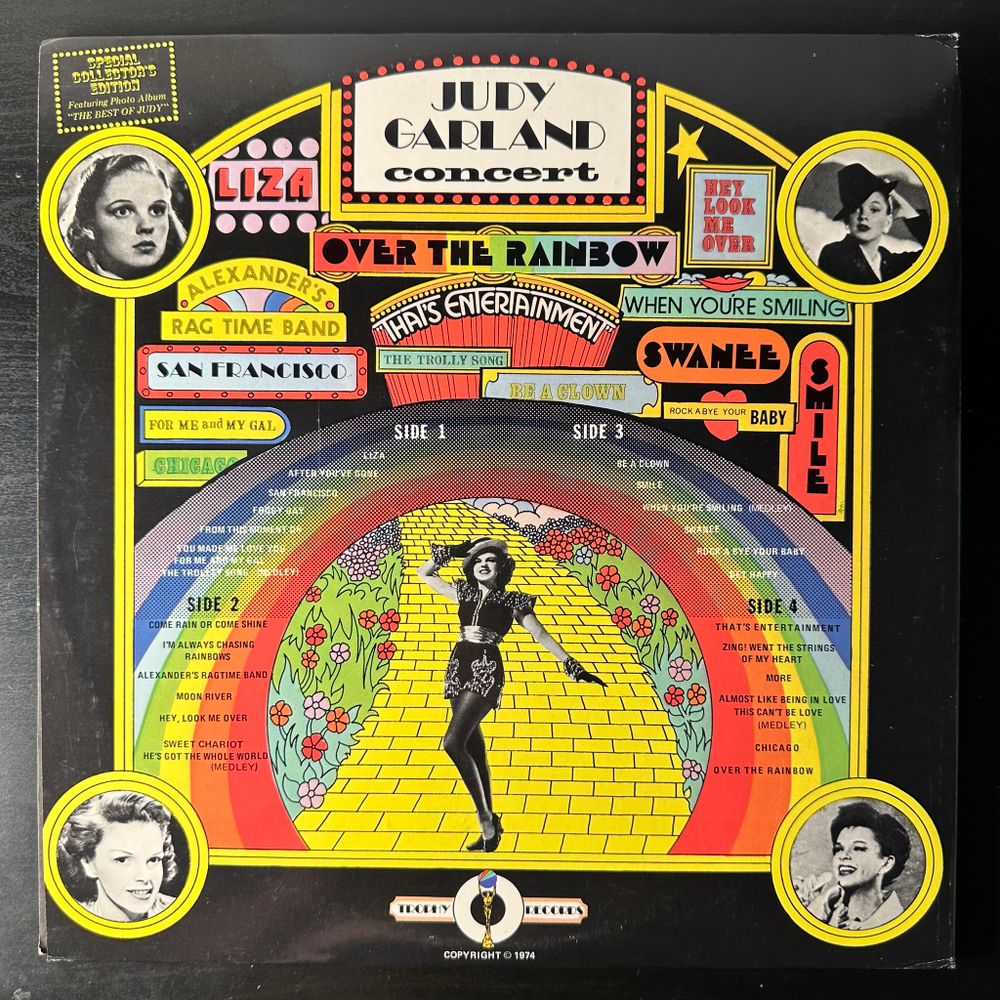 SPECIAL
COLLECTOR'S
EDITION
Featuring Photo Album
"THE BEST OF JUDY"
JUDY
GARLAND
concert
LIZA
HEY
LOOK
ME
OVER
OVER THE RAINBOW
ALEXANDER'S
RAG TIME BAND
THAT'S ENTERTAINMENT
WHEN YOU'RE SMILING
THE TROLLY SONG
SWANEE
SAN FRANCISCO
BE A CLOWN
SMILE
ROCK A BYE YOUR
BABY
FOR ME and MY GAL
CHICAGO
SIDE 1
LIZA
AFTER YOU'VE GONE
SAN FRANCISCO
FOGGY DAY
FROM THIS MOMENT ON
YOU MADE ME LOVE YOU
FOR ME AND MY GAL
THE TROLLEY SONG (MEDLEY)
SIDE 2
COME RAIN OR COME SHINE
I'M ALWAYS CHASING
RAINBOWS
ALEXANDER'S RAGTIME BAND
MOON RIVER
HEY, LOOK ME OVER
SWEET CHARIOT
HE'S GOT THE WHOLE WORLD
(MEDLEY)
SIDE 3
BE A CLOWN
SMILE
WHEN YOU'RE SMILING (MEDLEY)
SWANEE
ROCK A BYE YOUR BABY
GET HAPPY
SIDE 4
THAT'S ENTERTAINMENT
ZING! WENT THE STRINGS
OF MY HEART
MORE
ALMOST LIKE BEING IN LOVE
THIS CAN'T BE LOVE
(MEDLEY)
CHICAGO
OVER THE RAINBOW
TROPHY RECORDS
COPYRIGHT © 1974